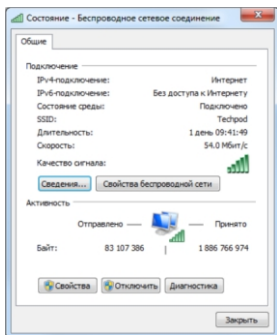 Состояние - Беспроводное сетевое соединение
Общие
Подключение
IPv4-подключение: Интернет
IPv6-подключение: Без доступа к Интернету
Состояние среды: Подключено
SSID: Techpod
Длительность: 1 день 09:41:49
Скорость: 54.0 Мбит/с
Качество сигнала:
Сведения... Свойства беспроводной сети
Активность
Отправлено — — Принято
Байт: 83 107 386 | 1 886 766 974
Свойства Отключить Диагностика
Закрыть